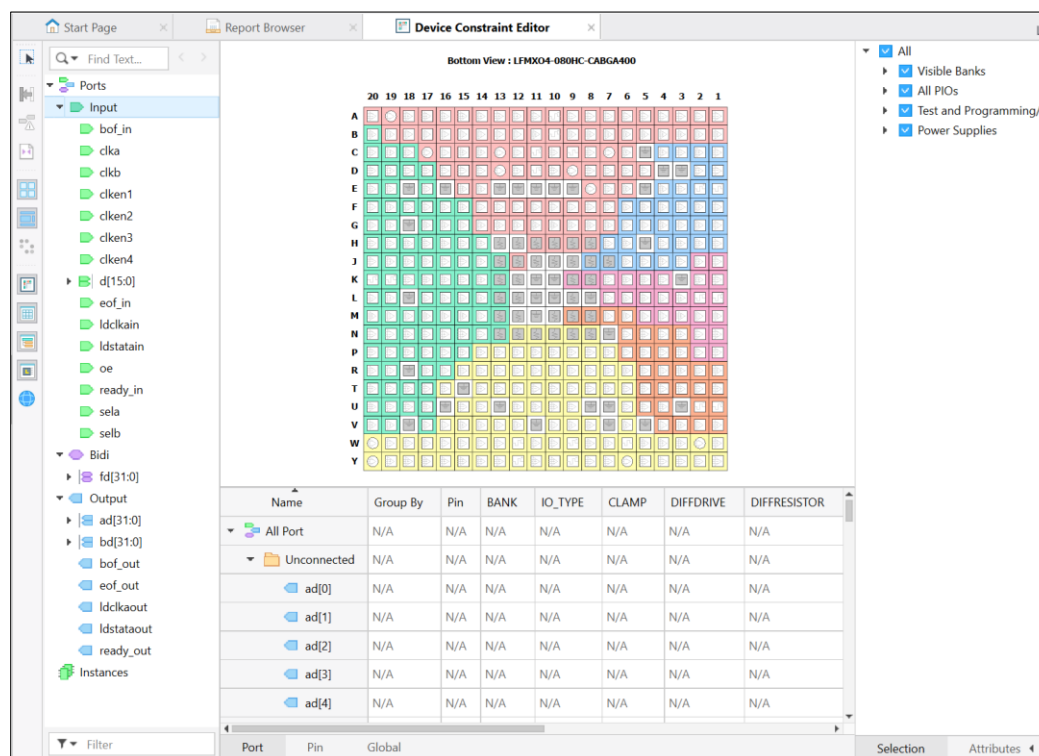 Start Page
Report Browser
Device Constraint Editor
Find Text...
Ports
Input
bof_in
clka
clkb
clken1
clken2
clken3
clken4
d[15:0]
eof_in
ldclkain
ldstatain
oe
ready_in
sela
selb
Bidi
fd[31:0]
Output
ad[31:0]
bd[31:0]
bof_out
eof_out
ldclkaout
ldstataout
ready_out
Instances
Filter
Bottom View : LFMXO4-080HC-CABGA400
20 19 18 17 16 15 14 13 12 11 10 9 8 7 6 5 4 3 2 1
A
B
C
D
E
F
G
H
J
K
L
M
N
P
R
T
U
V
W
Y
Name Group By Pin BANK IO_TYPE CLAMP DIFFDRIVE DIFFRESISTOR
All Port N/A N/A N/A N/A N/A N/A N/A
Unconnected N/A N/A N/A N/A N/A N/A N/A
ad[0] N/A N/A N/A N/A N/A N/A N/A
ad[1] N/A N/A N/A N/A N/A N/A N/A
ad[2] N/A N/A N/A N/A N/A N/A N/A
ad[3] N/A N/A N/A N/A N/A N/A N/A
ad[4] N/A N/A N/A N/A N/A N/A N/A
Port Pin Global
All
Visible Banks
All PIOs
Test and Programming/
Power Supplies
Selection Attributes